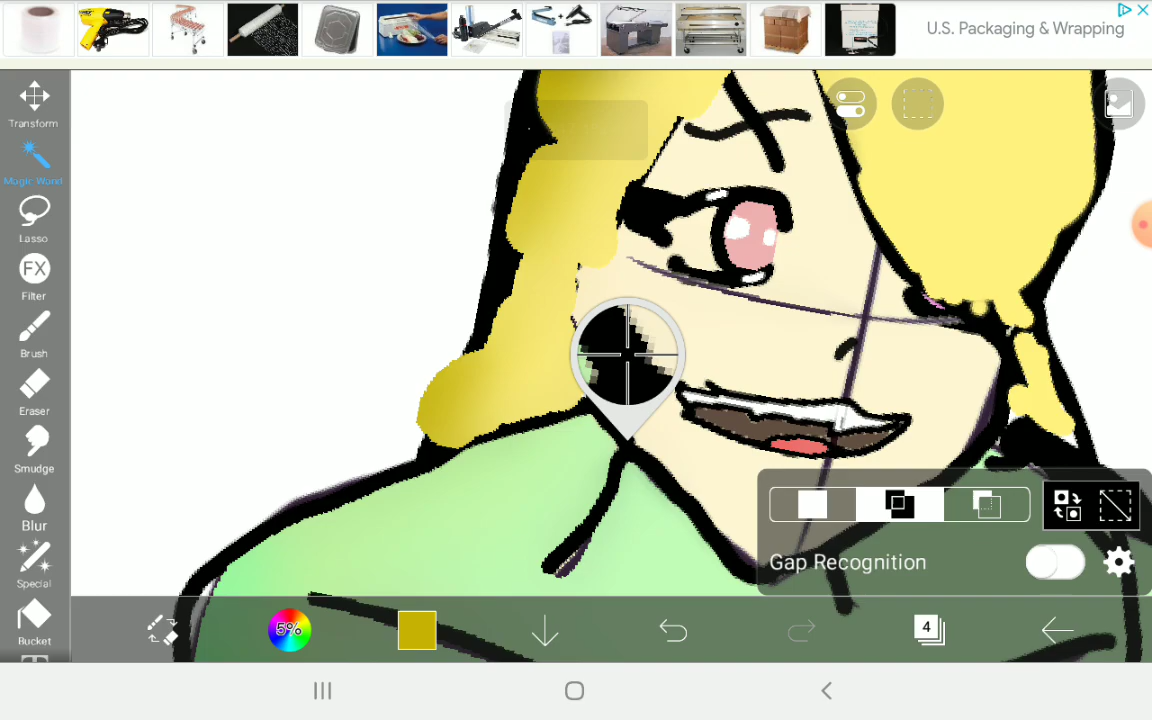 U.S. Packaging & Wrapping
Transform
Magic Wand
Lasso
FX
Filter
Brush
Eraser
Smudge
Blur
Special
Bucket
Gap Recognition
5%
4